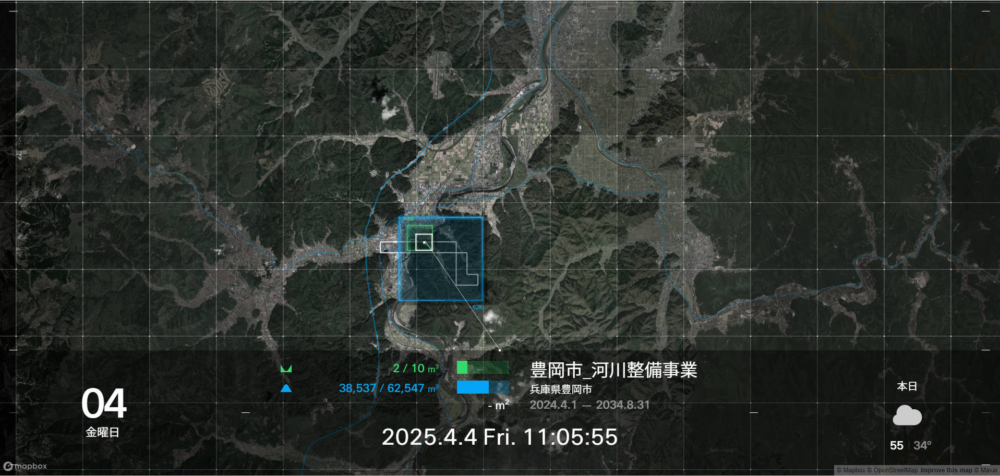 10
62K
2 / 10 m³
38,537 / 62,547 m³
- m²
豊岡市_河川整備事業
兵庫県豊岡市
2024.4.1 — 2034.8.31
04
金曜日
2025.4.4 Fri. 11:05:55
本日
55 34°
mapbox
© Mapbox © OpenStreetMap Improve this map © Maxar